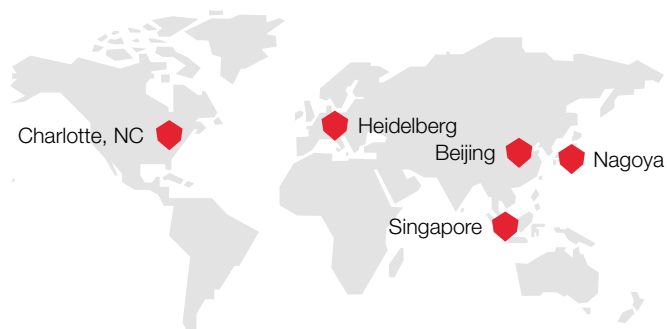 Charlotte, NC
Heidelberg
Beijing
Nagoya
Singapore